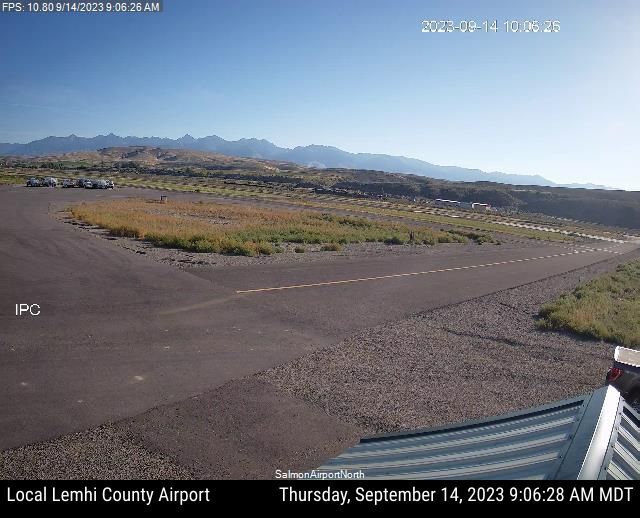 FPS: 10.80 9/14/2023 9:06:26 AM
2023-09-14 10:06:26
IPC
SalmonAirportNorth
Local Lemhi County Airport Thursday, September 14, 2023 9:06:28 AM MDT